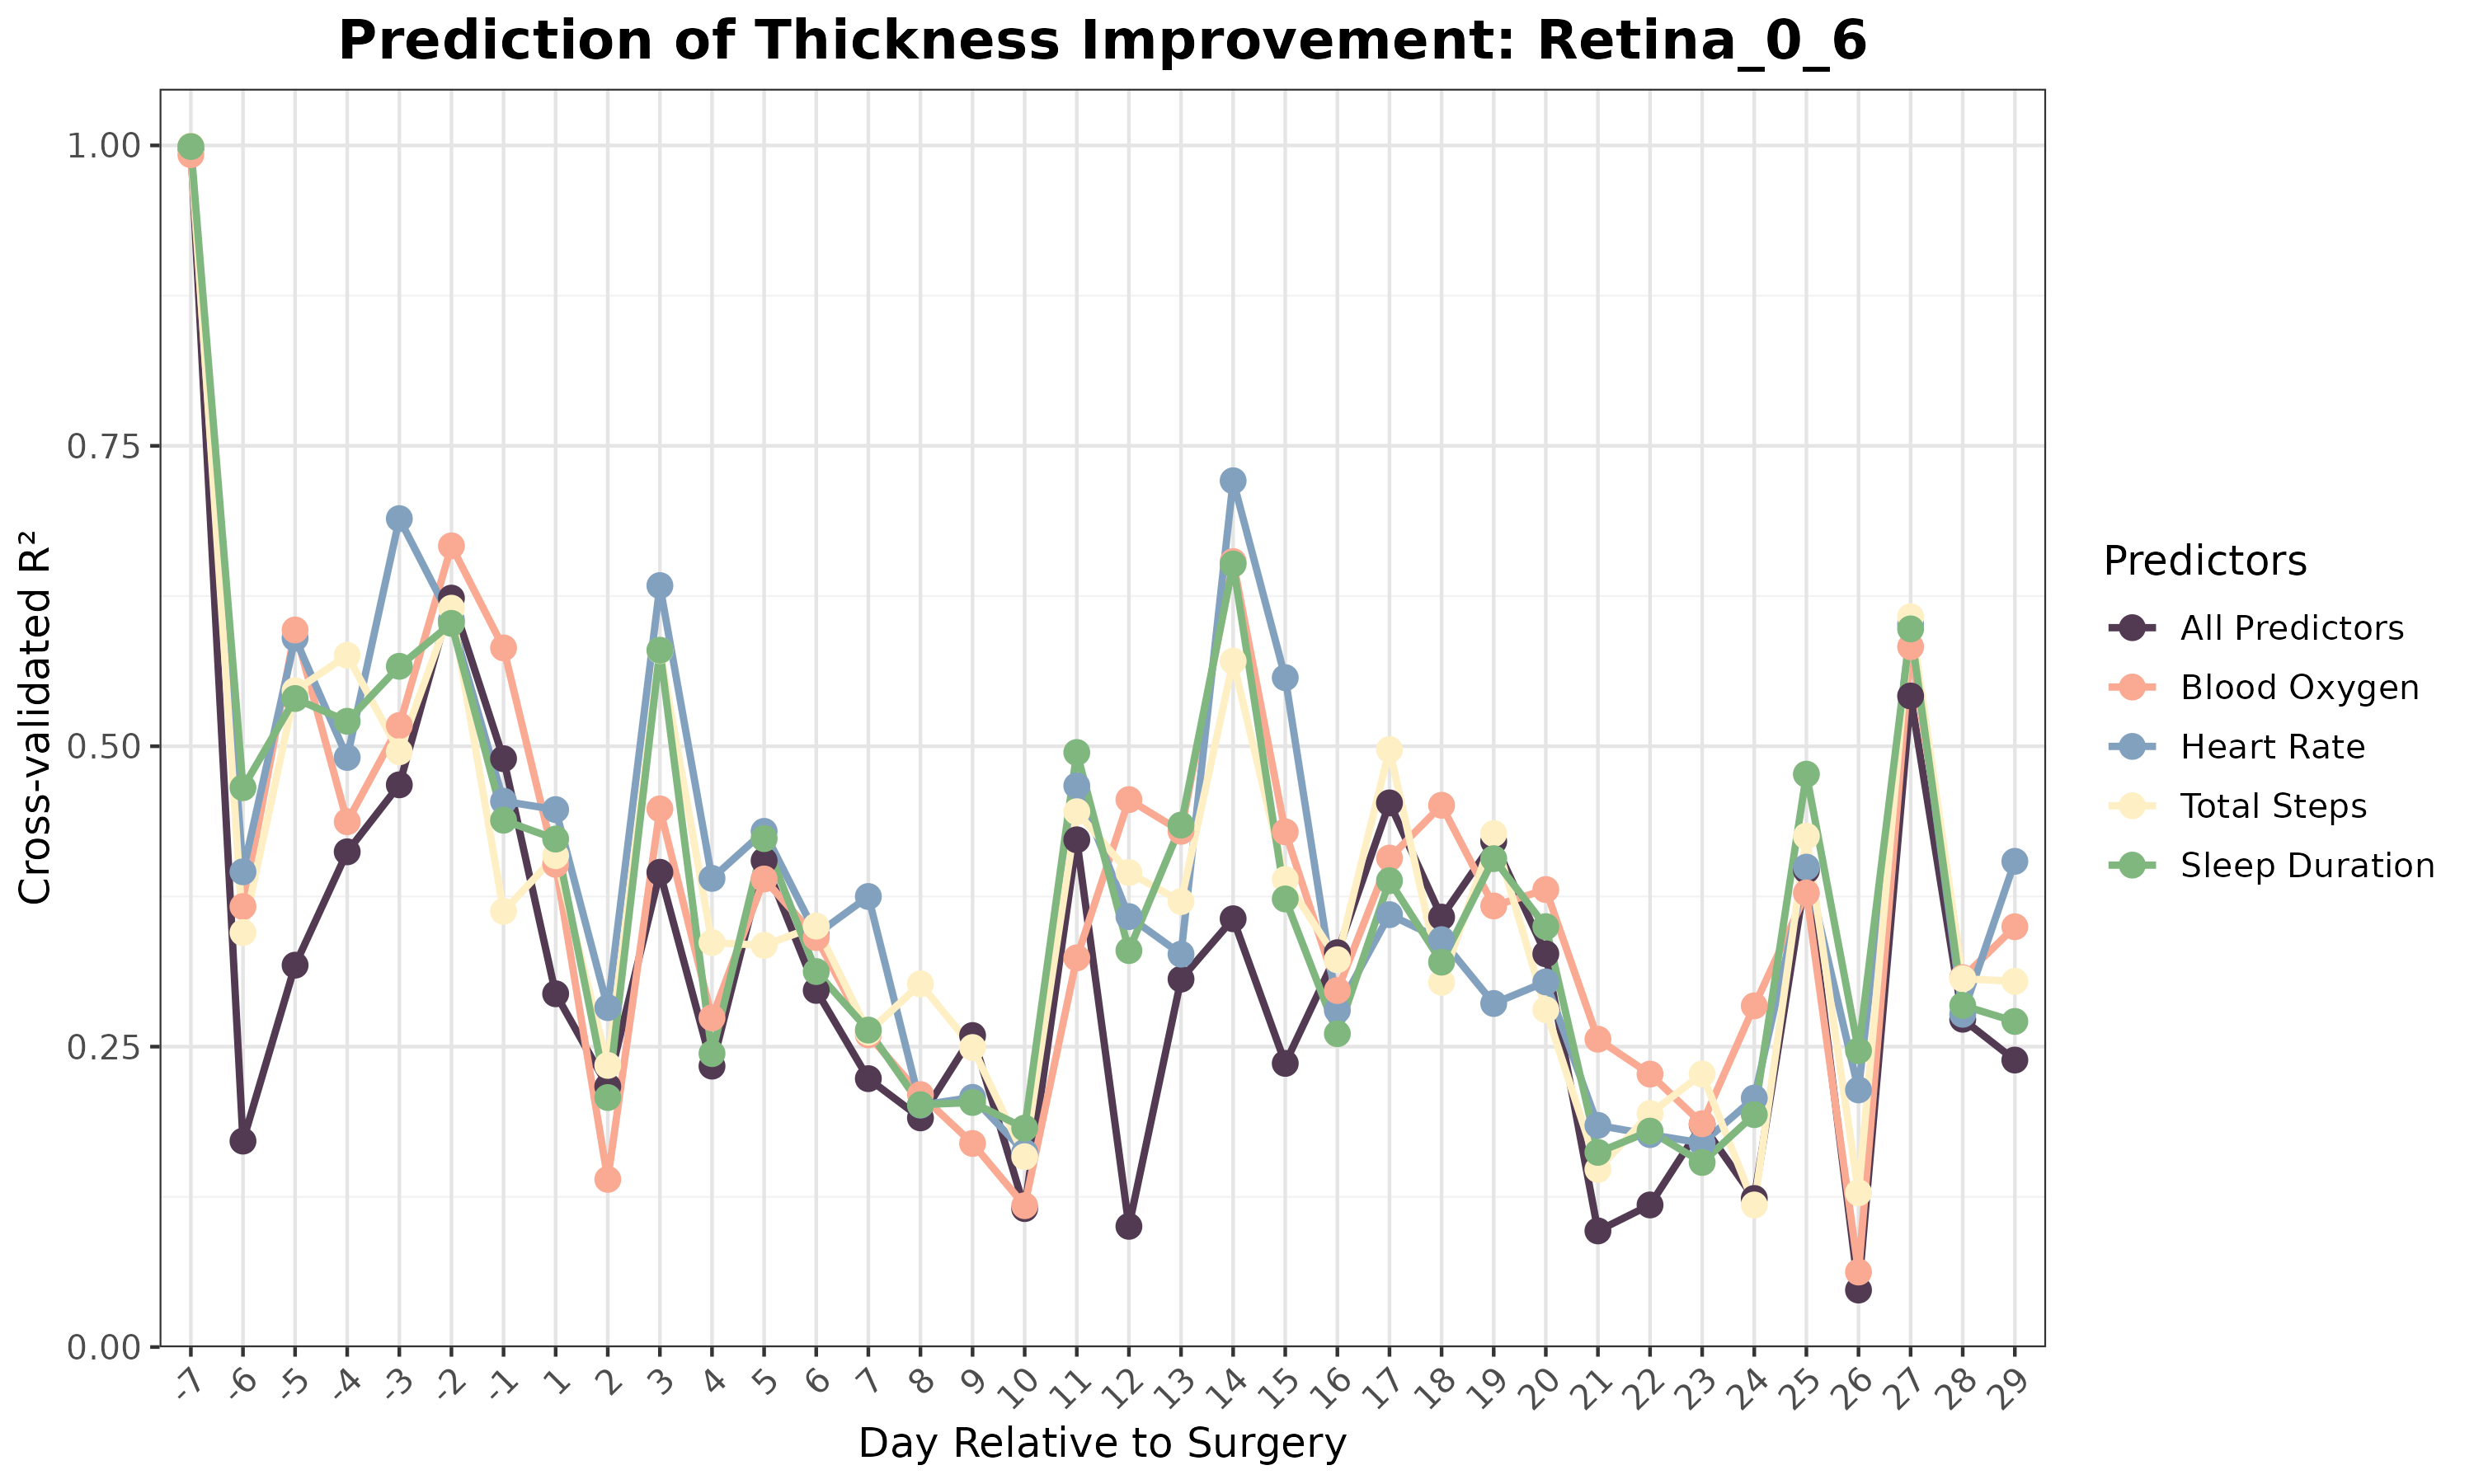 Prediction of Thickness Improvement: Retina_0_6
Cross-validated R²
1.00
0.75
0.50
0.25
0.00
-7 -6 -5 -4 -3 -2 -1 1 2 3 4 5 6 7 8 9 10 11 12 13 14 15 16 17 18 19 20 21 22 23 24 25 26 27 28 29
Day Relative to Surgery
Predictors
All Predictors
Blood Oxygen
Heart Rate
Total Steps
Sleep Duration